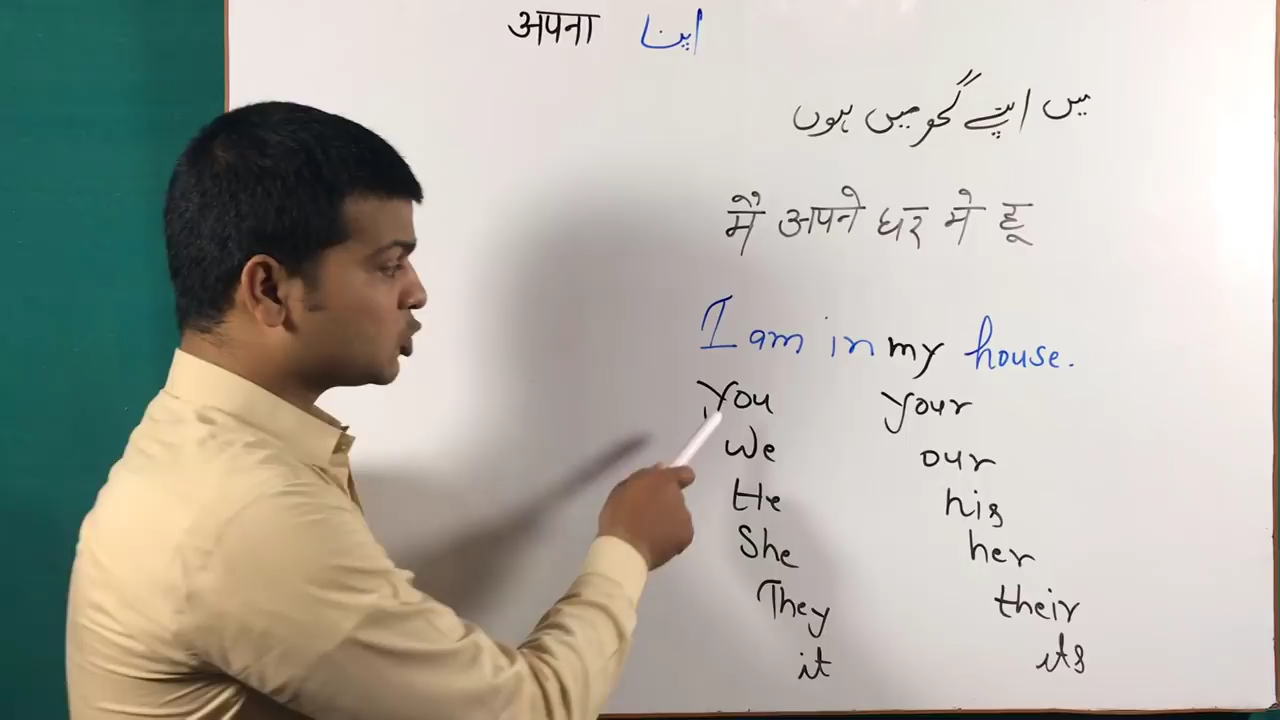 अपना اپنا
میں اپنے گھر میں ہوں
मैं अपने घर मे हू
I am in my house.
You your
We our
He his
She her
They their
it its